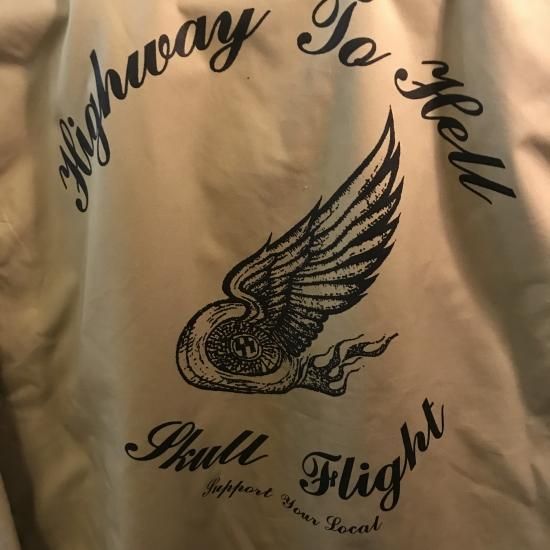 Highway To Hell
Skull Flight
Support Your Local